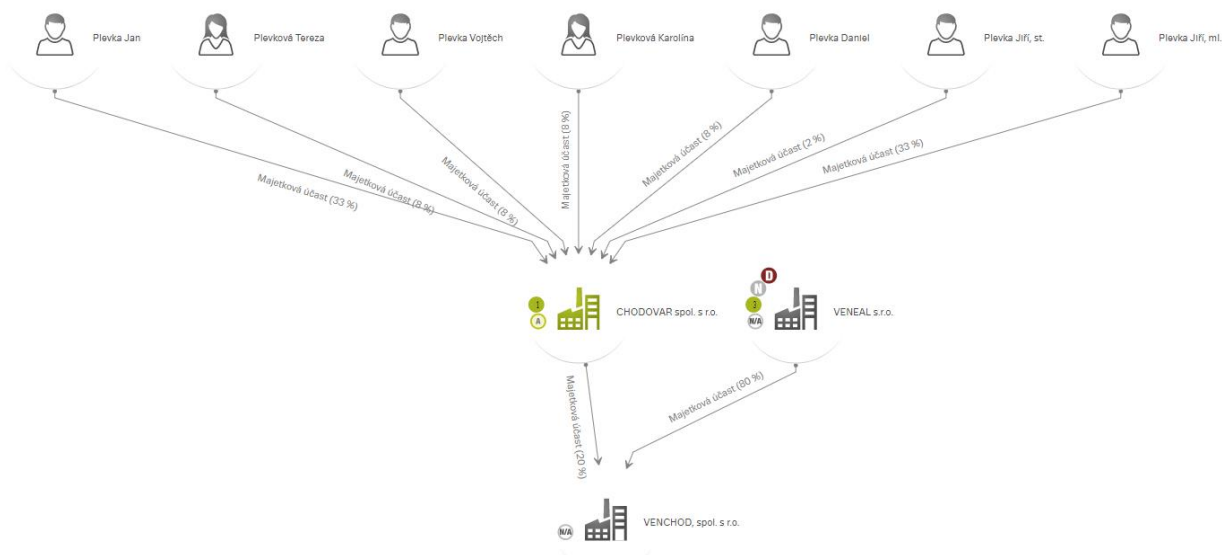 Plevka Jan
Plevková Tereza
Plevka Vojtěch
Plevková Karolína
Plevka Daniel
Plevka Jiří, st.
Plevka Jiří, ml.
Majetková účast (33 %)
Majetková účast (8 %)
Majetková účast (8 %)
Majetková účast (8 %)
Majetková účast (8 %)
Majetková účast (2 %)
Majetková účast (33 %)
1
A
CHODOVAR spol. s r.o.
D
N
3
N/A
VENEAL s.r.o.
Majetková účast (20 %)
Majetková účast (80 %)
N/A
VENCHOD, spol. s r.o.